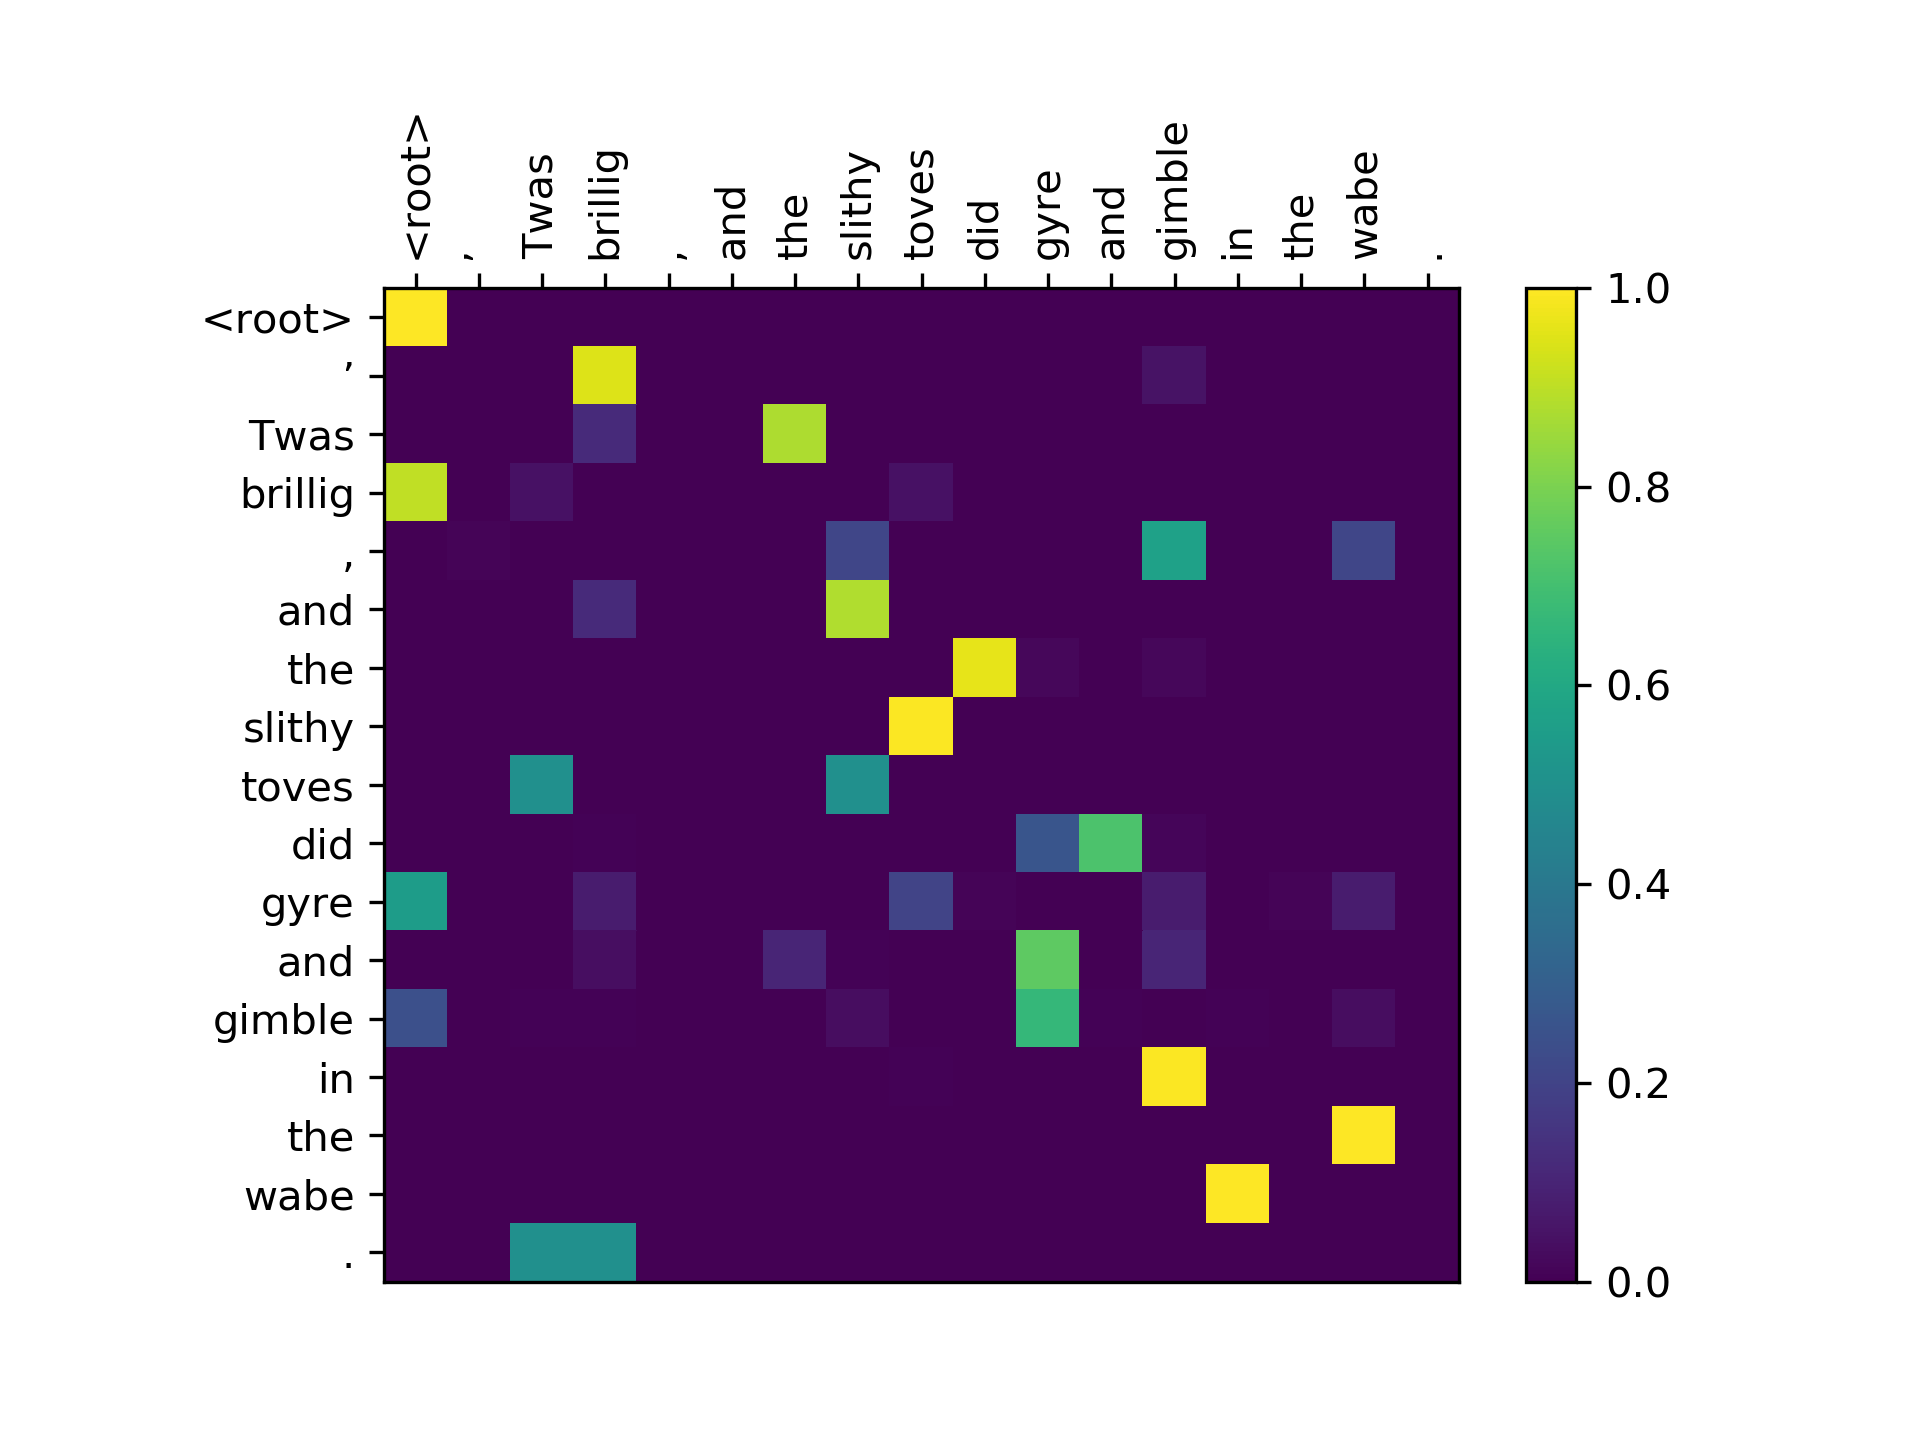 <root> , Twas brillig , and the slithy toves did gyre and gimble in the wabe .
<root>
,
Twas
brillig
,
and
the
slithy
toves
did
gyre
and
gimble
in
the
wabe
.
1.0
0.8
0.6
0.4
0.2
0.0